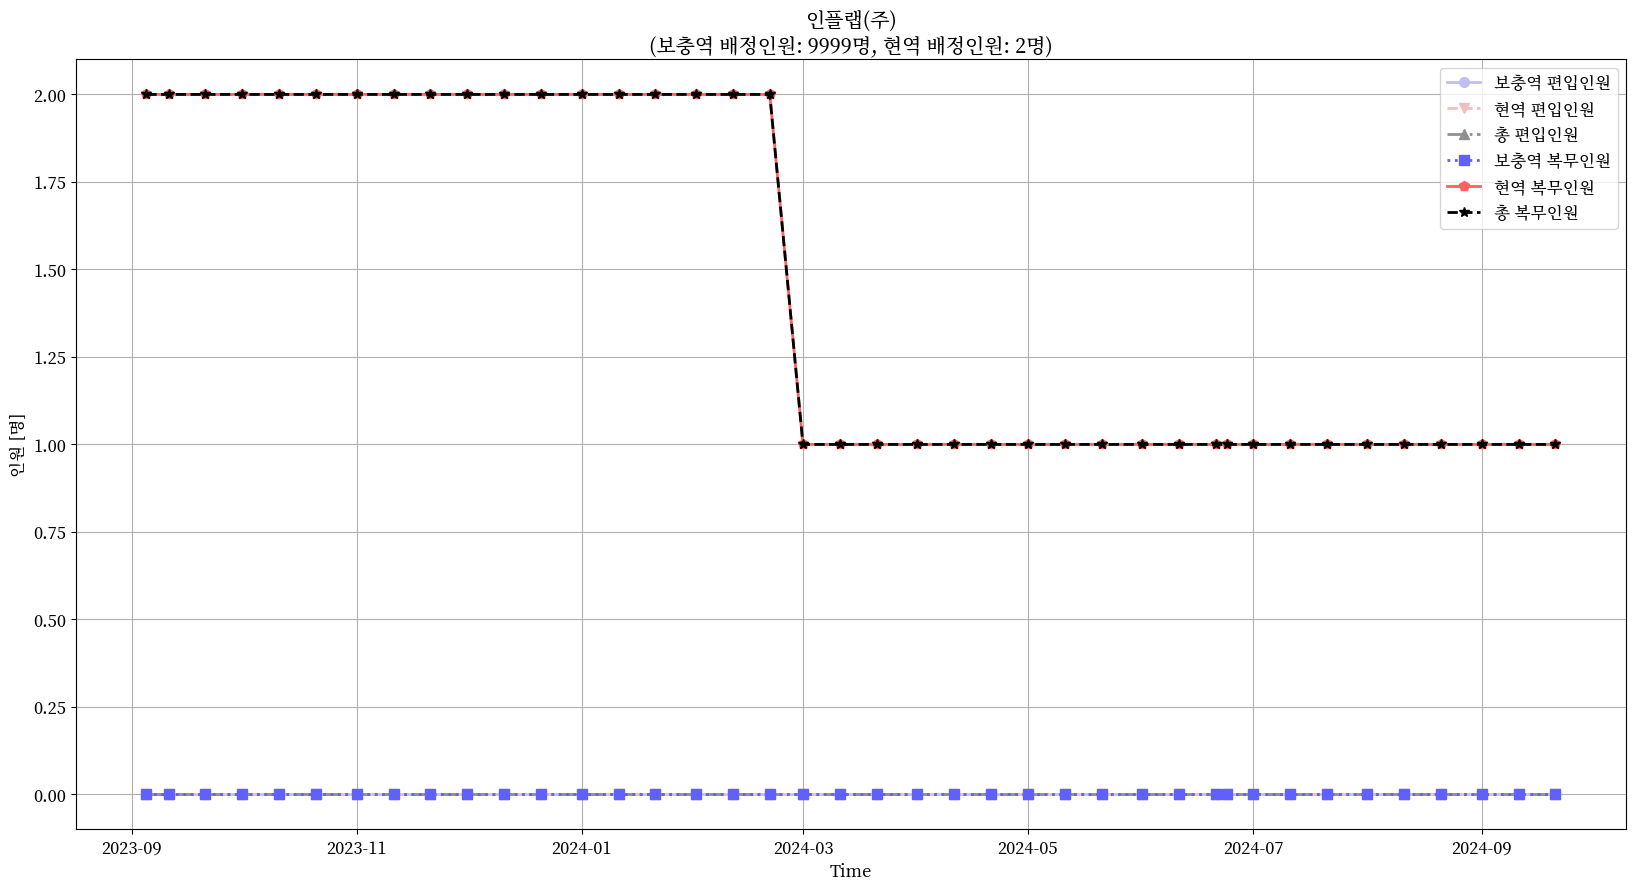 인플랩(주)
(보충역 배정인원: 9999명, 현역 배정인원: 2명)
보충역 편입인원
현역 편입인원
총 편입인원
보충역 복무인원
현역 복무인원
총 복무인원
인원 [명]
2.00
1.75
1.50
1.25
1.00
0.75
0.50
0.25
0.00
2023-09 2023-11 2024-01 2024-03 2024-05 2024-07 2024-09
Time